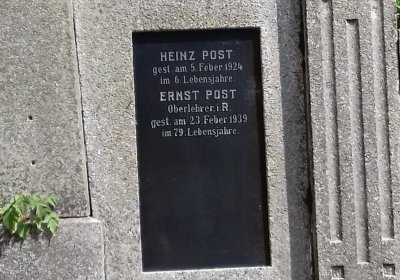 HEINZ POST
gest. am 5. Feber 1924
im 6. Lebensjahre.
ERNST POST
Oberlehrer i. R.
gest. am 23. Feber 1939
im 79. Lebensjahre.